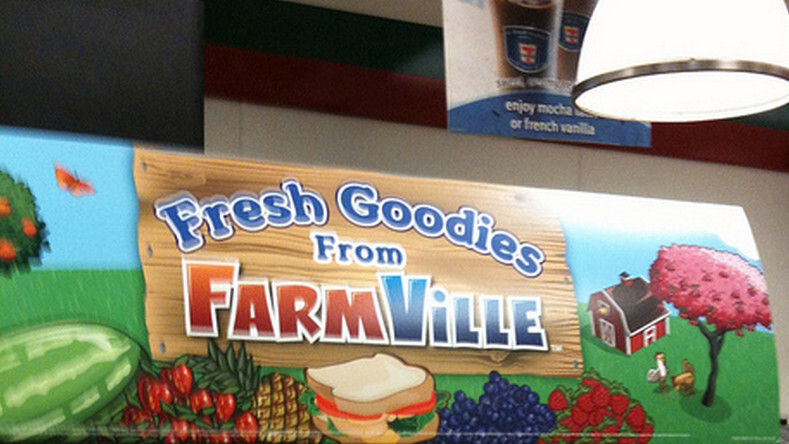 enjoy mocha
or french vanilla
Fresh Goodies
From
FARMVILLE